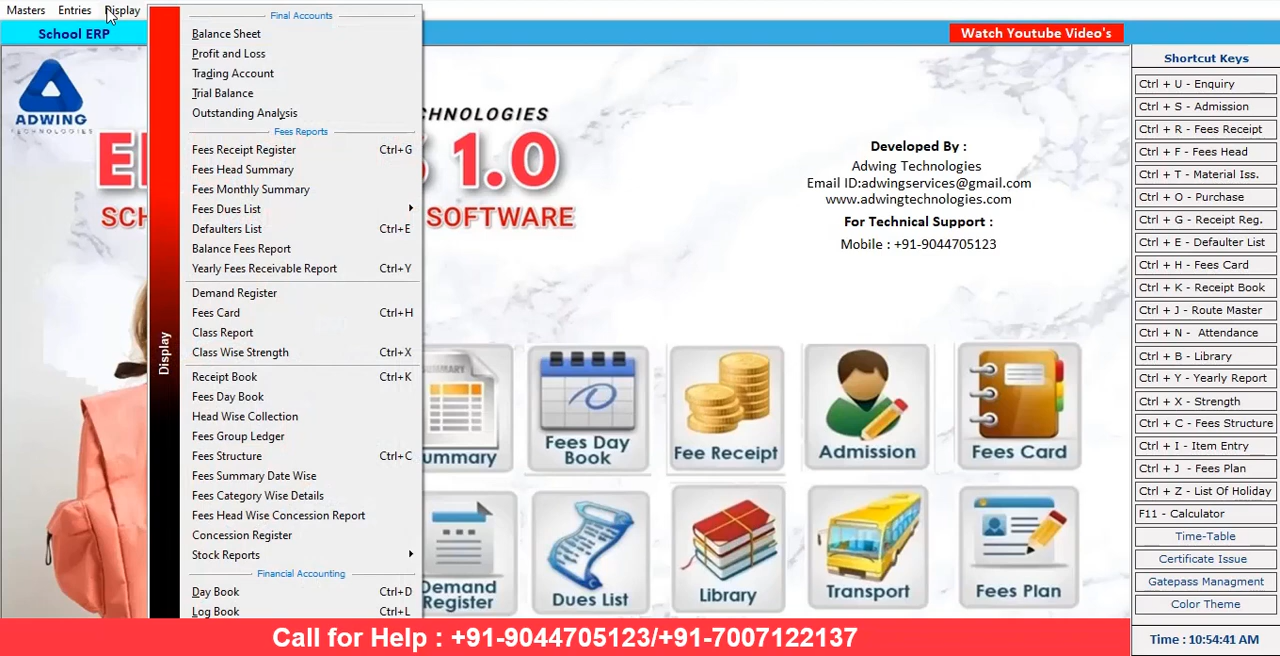 Masters Entries Display
School ERP
Watch Youtube Video's
ADWING
TECHNOLOGIES
CHNOLOGIES
1.0
SOFTWARE
Developed By :
Adwing Technologies
Email ID:adwingservices@gmail.com
www.adwingtechnologies.com
For Technical Support :
Mobile : +91-9044705123
Display
Final Accounts
Balance Sheet
Profit and Loss
Trading Account
Trial Balance
Outstanding Analysis
Fees Reports
Fees Receipt Register Ctrl+G
Fees Head Summary
Fees Monthly Summary
Fees Dues List
Defaulters List Ctrl+E
Balance Fees Report
Yearly Fees Receivable Report Ctrl+Y
Demand Register
Fees Card Ctrl+H
Class Report
Class Wise Strength Ctrl+X
Receipt Book Ctrl+K
Fees Day Book
Head Wise Collection
Fees Group Ledger
Fees Structure Ctrl+C
Fees Summary Date Wise
Fees Category Wise Details
Fees Head Wise Concession Report
Concession Register
Stock Reports
Financial Accounting
Day Book Ctrl+D
Log Book Ctrl+L
ummary
Fees Day
Book
Fee Receipt
Admission
Fees Card
Demand
Register
Dues List
Library
Transport
Fees Plan
Shortcut Keys
Ctrl + U - Enquiry
Ctrl + S - Admission
Ctrl + R - Fees Receipt
Ctrl + F - Fees Head
Ctrl + T - Material Iss.
Ctrl + O - Purchase
Ctrl + G - Receipt Reg.
Ctrl + E - Defaulter List
Ctrl + H - Fees Card
Ctrl + K - Receipt Book
Ctrl + J - Route Master
Ctrl + N - Attendance
Ctrl + B - Library
Ctrl + Y - Yearly Report
Ctrl + X - Strength
Ctrl + C - Fees Structure
Ctrl + I - Item Entry
Ctrl + J - Fees Plan
Ctrl + Z - List Of Holiday
F11 - Calculator
Time-Table
Certificate Issue
Gatepass Managment
Color Theme
Time : 10:54:41 AM
Call for Help : +91-9044705123/+91-7007122137